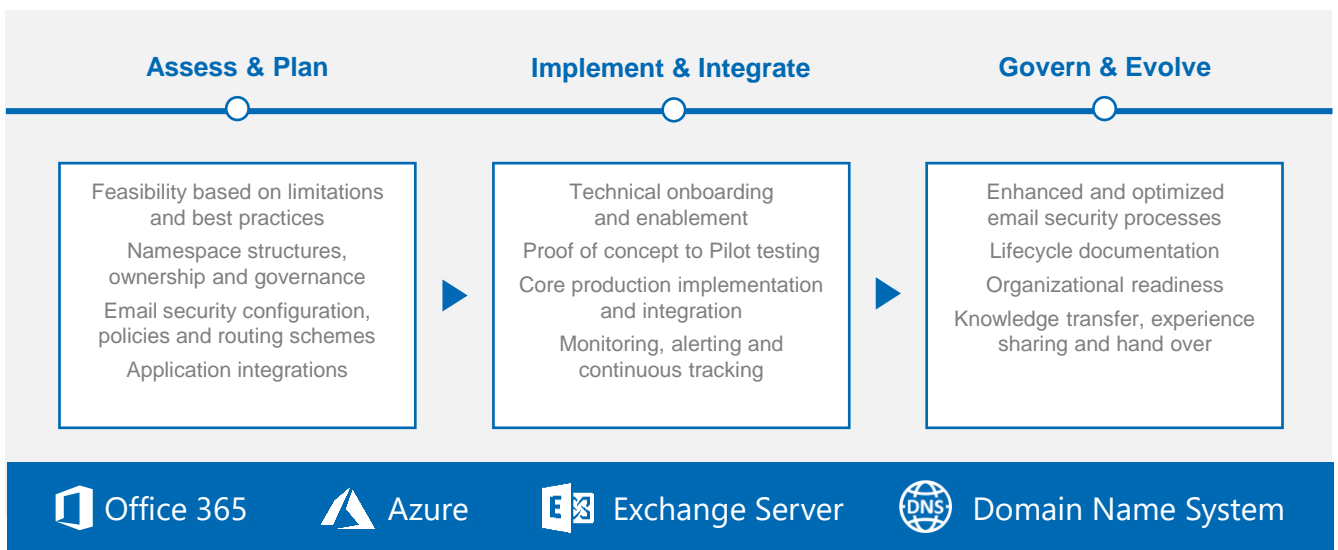 Assess & Plan
Implement & Integrate
Govern & Evolve
Feasibility based on limitations
and best practices
Namespace structures,
ownership and governance
Email security configuration,
policies and routing schemes
Application integrations
Technical onboarding
and enablement
Proof of concept to Pilot testing
Core production implementation
and integration
Monitoring, alerting and
continuous tracking
Enhanced and optimized
email security processes
Lifecycle documentation
Organizational readiness
Knowledge transfer, experience
sharing and hand over
Office 365
Azure
E
Exchange Server
DNS
Domain Name System